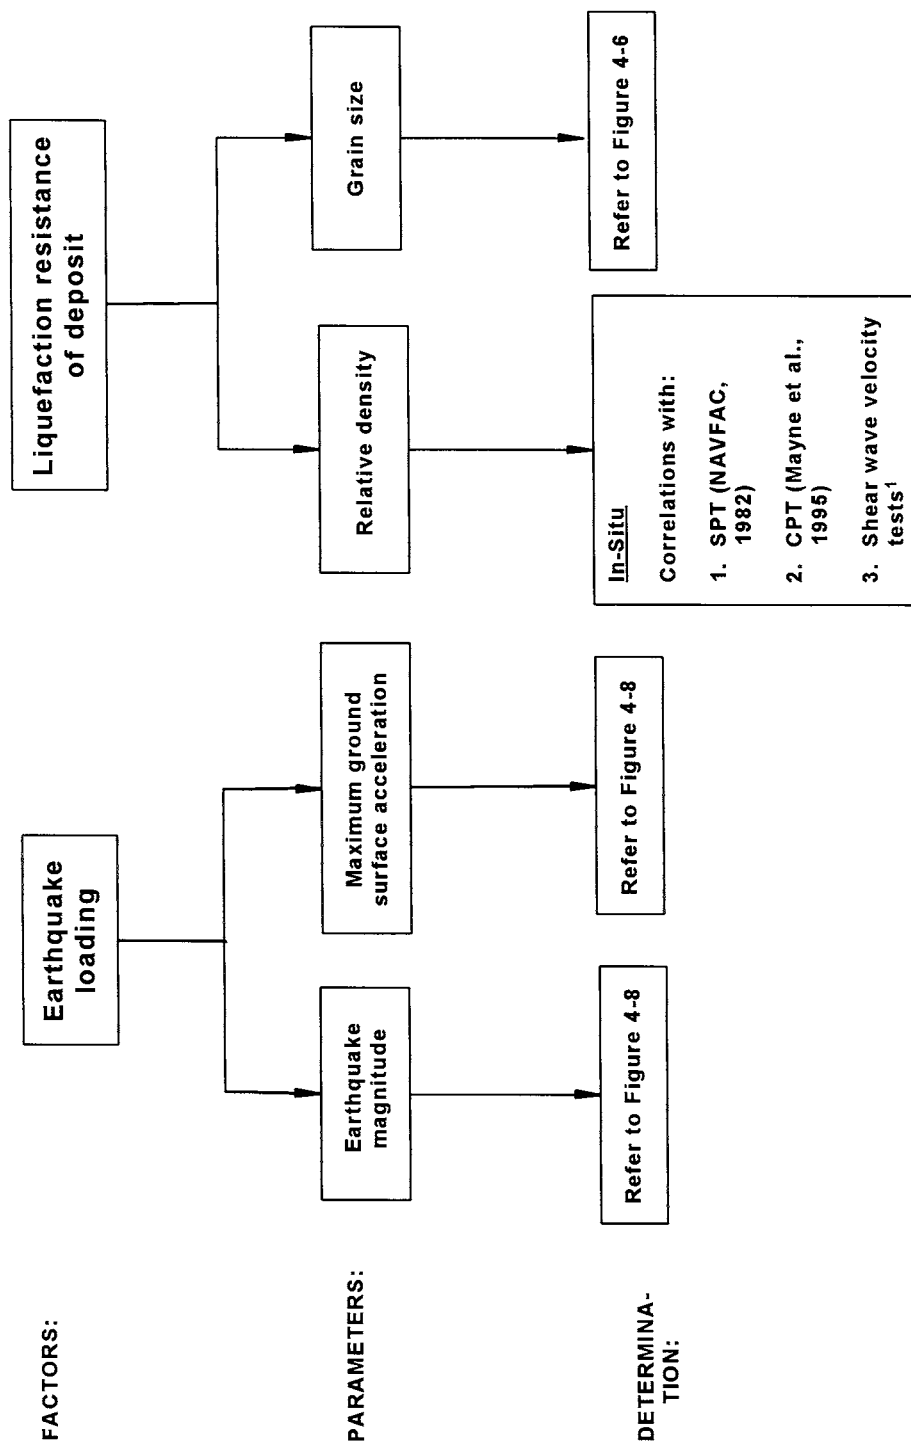 FACTORS:
Earthquake
loading
Liquefaction resistance
of deposit
PARAMETERS:
Earthquake
magnitude
Maximum ground
surface acceleration
Relative density
Grain size
DETERMINA-
TION:
Refer to Figure 4-8
Refer to Figure 4-8
In-Situ
Correlations with:
1. SPT (NAVFAC,
1982)
2. CPT (Mayne et al.,
1995)
3. Shear wave velocity
tests¹
Refer to Figure 4-6